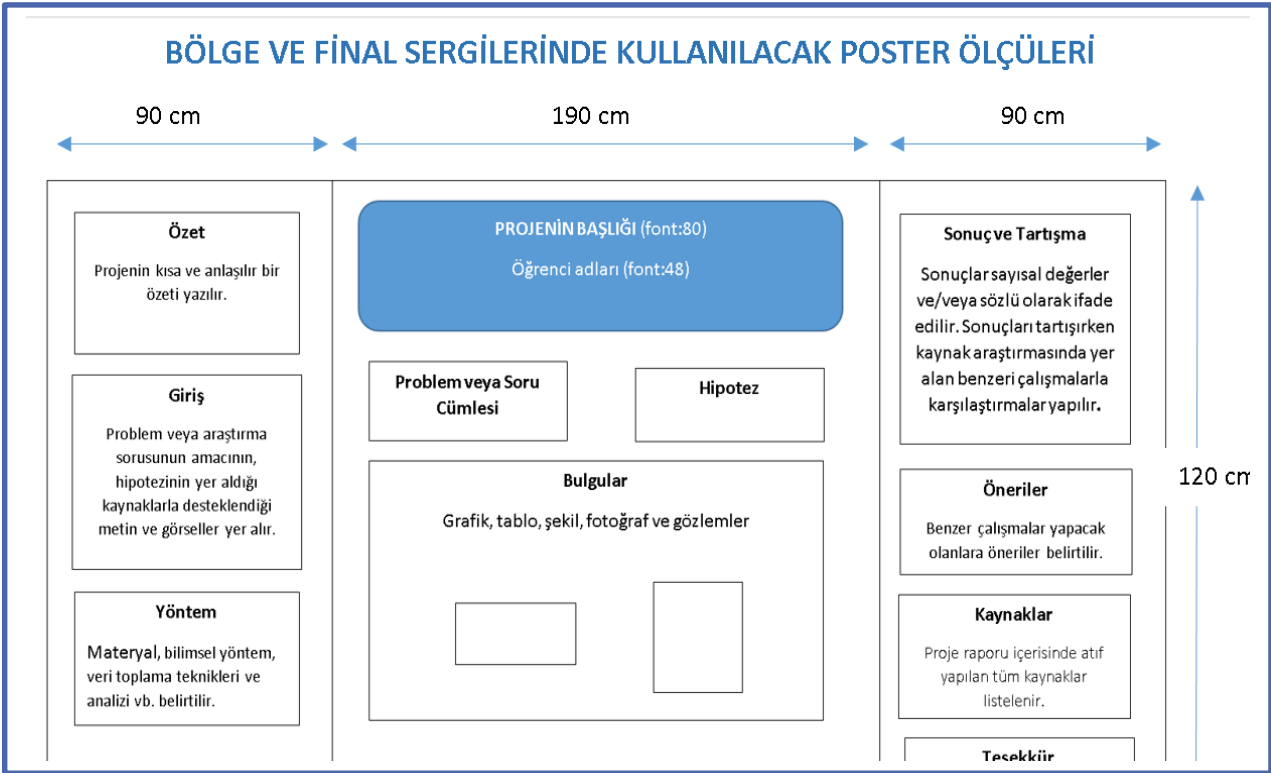 BÖLGE VE FİNAL SERGİLERİNDE KULLANILACAK POSTER ÖLÇÜLERİ
90 cm
190 cm
90 cm
Özet
Projenin kısa ve anlaşılır bir
özeti yazılır.
Giriş
Problem veya araştırma
sorusunun amacının,
hipotezinin yer aldığı
kaynaklarla desteklendiği
metin ve görseller yer alır.
Yöntem
Materyal, bilimsel yöntem,
veri toplama teknikleri ve
analizi vb. belirtilir.
PROJENİN BAŞLIĞI (font:80)
Öğrenci adları (font:48)
Problem veya Soru
Cümlesi
Hipotez
Bulgular
Grafik, tablo, şekil, fotoğraf ve gözlemler
Sonuç ve Tartışma
Sonuçlar sayısal değerler
ve/veya sözlü olarak ifade
edilir. Sonuçları tartışırken
kaynak araştırmasında yer
alan benzeri çalışmalarla
karşılaştırmalar yapılır.
Öneriler
Benzer çalışmalar yapacak
olanlara öneriler belirtilir.
Kaynaklar
Proje raporu içerisinde atıf
yapılan tüm kaynaklar
listelenir.
Teşekkür
120 cm